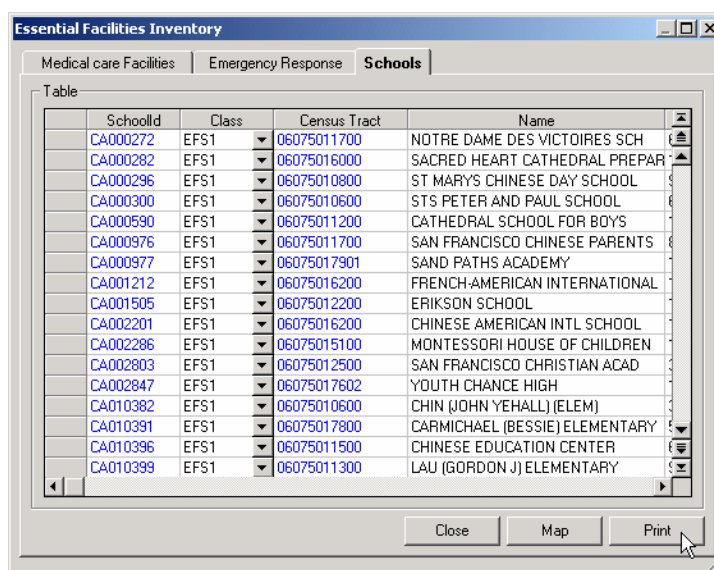 Essential Facilities Inventory
Medical care Facilities Emergency Response Schools
Table
SchoolId Class Census Tract Name
CA000272 EFS1 06075011700 NOTRE DAME DES VICTOIRES SCH
CA000282 EFS1 06075016000 SACRED HEART CATHEDRAL PREPAR
CA000296 EFS1 06075010800 ST MARYS CHINESE DAY SCHOOL
CA000300 EFS1 06075010600 STS PETER AND PAUL SCHOOL
CA000590 EFS1 06075011200 CATHEDRAL SCHOOL FOR BOYS
CA000976 EFS1 06075011700 SAN FRANCISCO CHINESE PARENTS
CA000977 EFS1 06075017901 SAND PATHS ACADEMY
CA001212 EFS1 06075016200 FRENCH-AMERICAN INTERNATIONAL
CA001505 EFS1 06075012200 ERIKSON SCHOOL
CA002201 EFS1 06075016200 CHINESE AMERICAN INTL SCHOOL
CA002286 EFS1 06075015100 MONTESSORI HOUSE OF CHILDREN
CA002803 EFS1 06075012500 SAN FRANCISCO CHRISTIAN ACAD
CA002847 EFS1 06075017602 YOUTH CHANCE HIGH
CA010382 EFS1 06075010600 CHIN (JOHN YEHALL) (ELEM)
CA010391 EFS1 06075017800 CARMICHAEL (BESSIE) ELEMENTARY
CA010396 EFS1 06075011500 CHINESE EDUCATION CENTER
CA010399 EFS1 06075011300 LAU (GORDON J) ELEMENTARY
Close Map Print